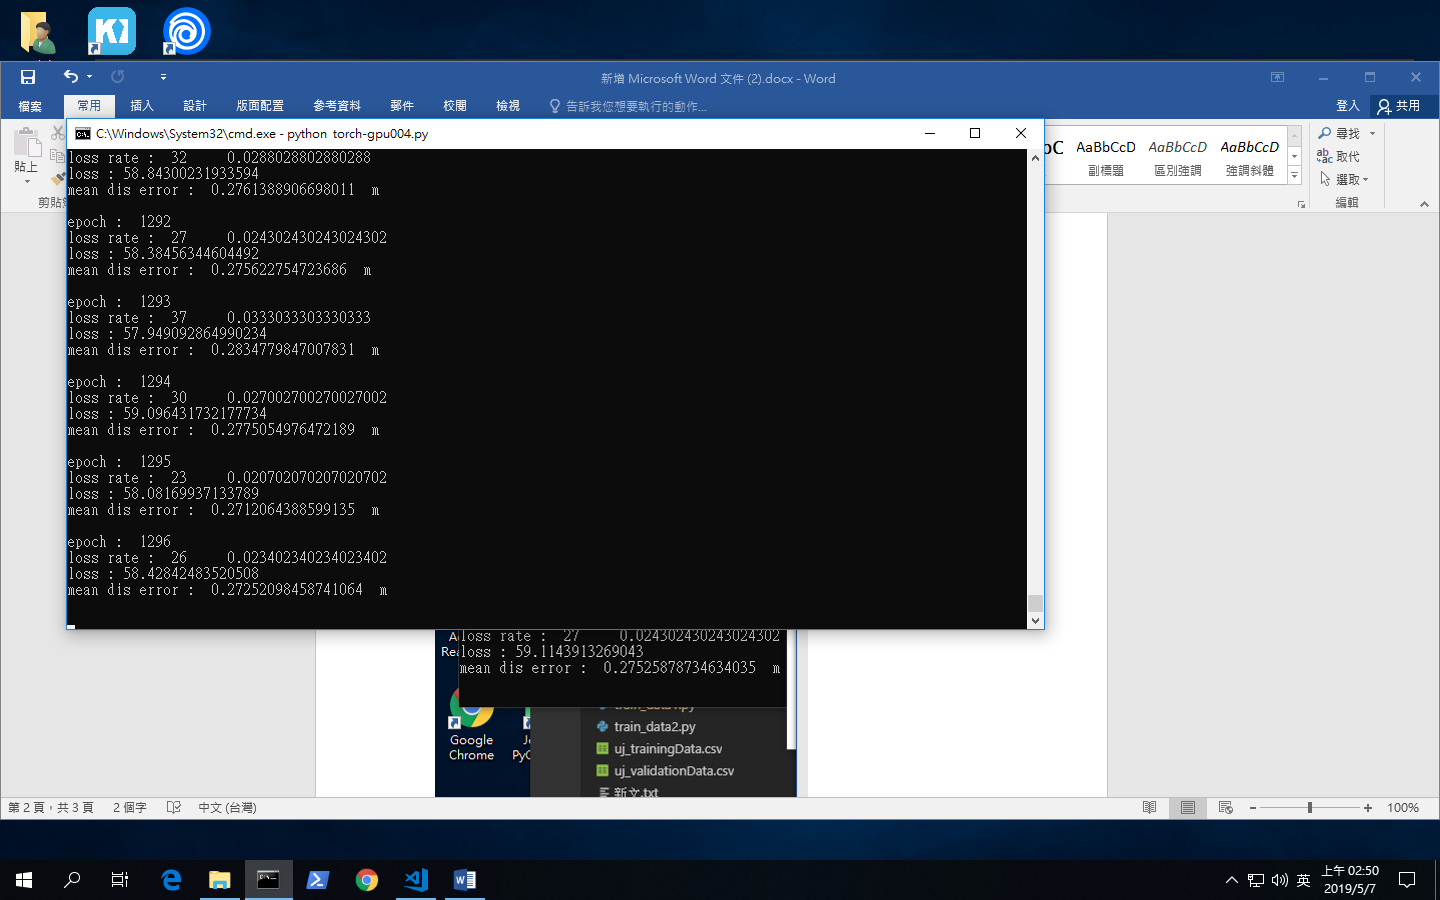 新增 Microsoft Word 文件 (2).docx - Word
檔案 常用 插入 設計 版面配置 參考資料 郵件 校閱 檢視 告訴我您想要執行的動作... 登入 共用
C:\Windows\System32\cmd.exe - python torch-gpu004.py
貼上
AaBbCcD AaBbCcD AaBbCcD
副標題 區別強調 強調斜體
尋找
取代
選取
編輯
loss rate : 32 0.0288028802880288
loss : 58.84300231933594
mean dis error : 0.2761388906698011 m
epoch : 1292
loss rate : 27 0.024302430243024302
loss : 58.38456344604492
mean dis error : 0.275622754723686 m
epoch : 1293
loss rate : 37 0.0333033303330333
loss : 57.949092864990234
mean dis error : 0.2834779847007831 m
epoch : 1294
loss rate : 30 0.027002700270027002
loss : 59.096431732177734
mean dis error : 0.2775054976472189 m
epoch : 1295
loss rate : 23 0.020702070207020702
loss : 58.08169937133789
mean dis error : 0.2712064388599135 m
epoch : 1296
loss rate : 26 0.023402340234023402
loss : 58.42842483520508
mean dis error : 0.27252098458741064 m
loss rate : 27 0.024302430243024302
loss : 59.1143913269043
mean dis error : 0.27525878734634035 m
train_data2.py
Google
Chrome
uj_trainingData.csv
uj_validationData.csv
新文.txt
第 2 頁，共 3 頁 2 個字 中文 (台灣) 100%
英
上午 02:50
2019/5/7